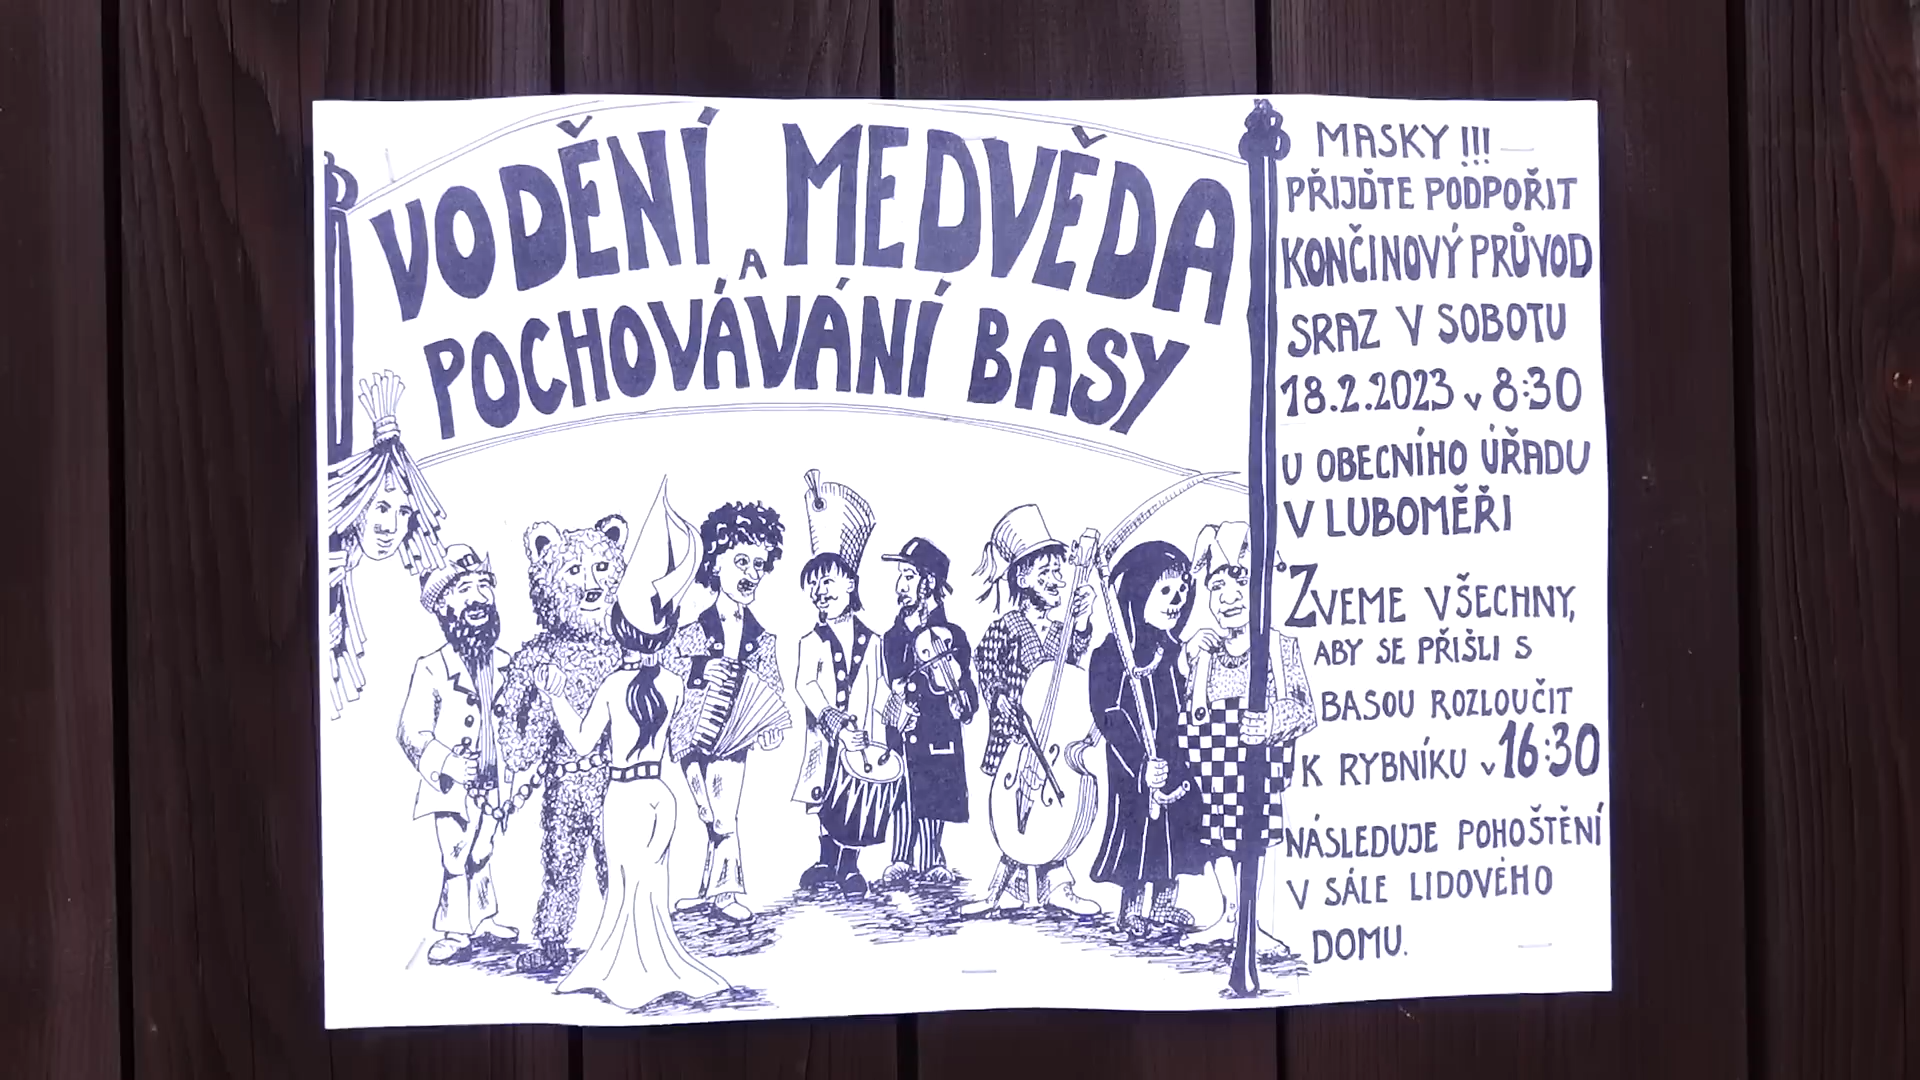 VODĚNÍ MEDVĚDA
A
POCHOVÁVÁNÍ BASY
MASKY !!!
PŘIJĎTE PODPOŘIT
KONČINOVÝ PRŮVOD
SRAZ V SOBOTU
18.2.2023 v 8:30
U OBECNÍHO ÚŘADU
V LUBOMĚŘI
ZVEME VŠECHNY,
ABY SE PŘIŠLI S
BASOU ROZLOUČIT
K RYBNÍKU v 16:30
NÁSLEDUJE POHOŠTĚNÍ
V SÁLE LIDOVÉHO
DOMU.